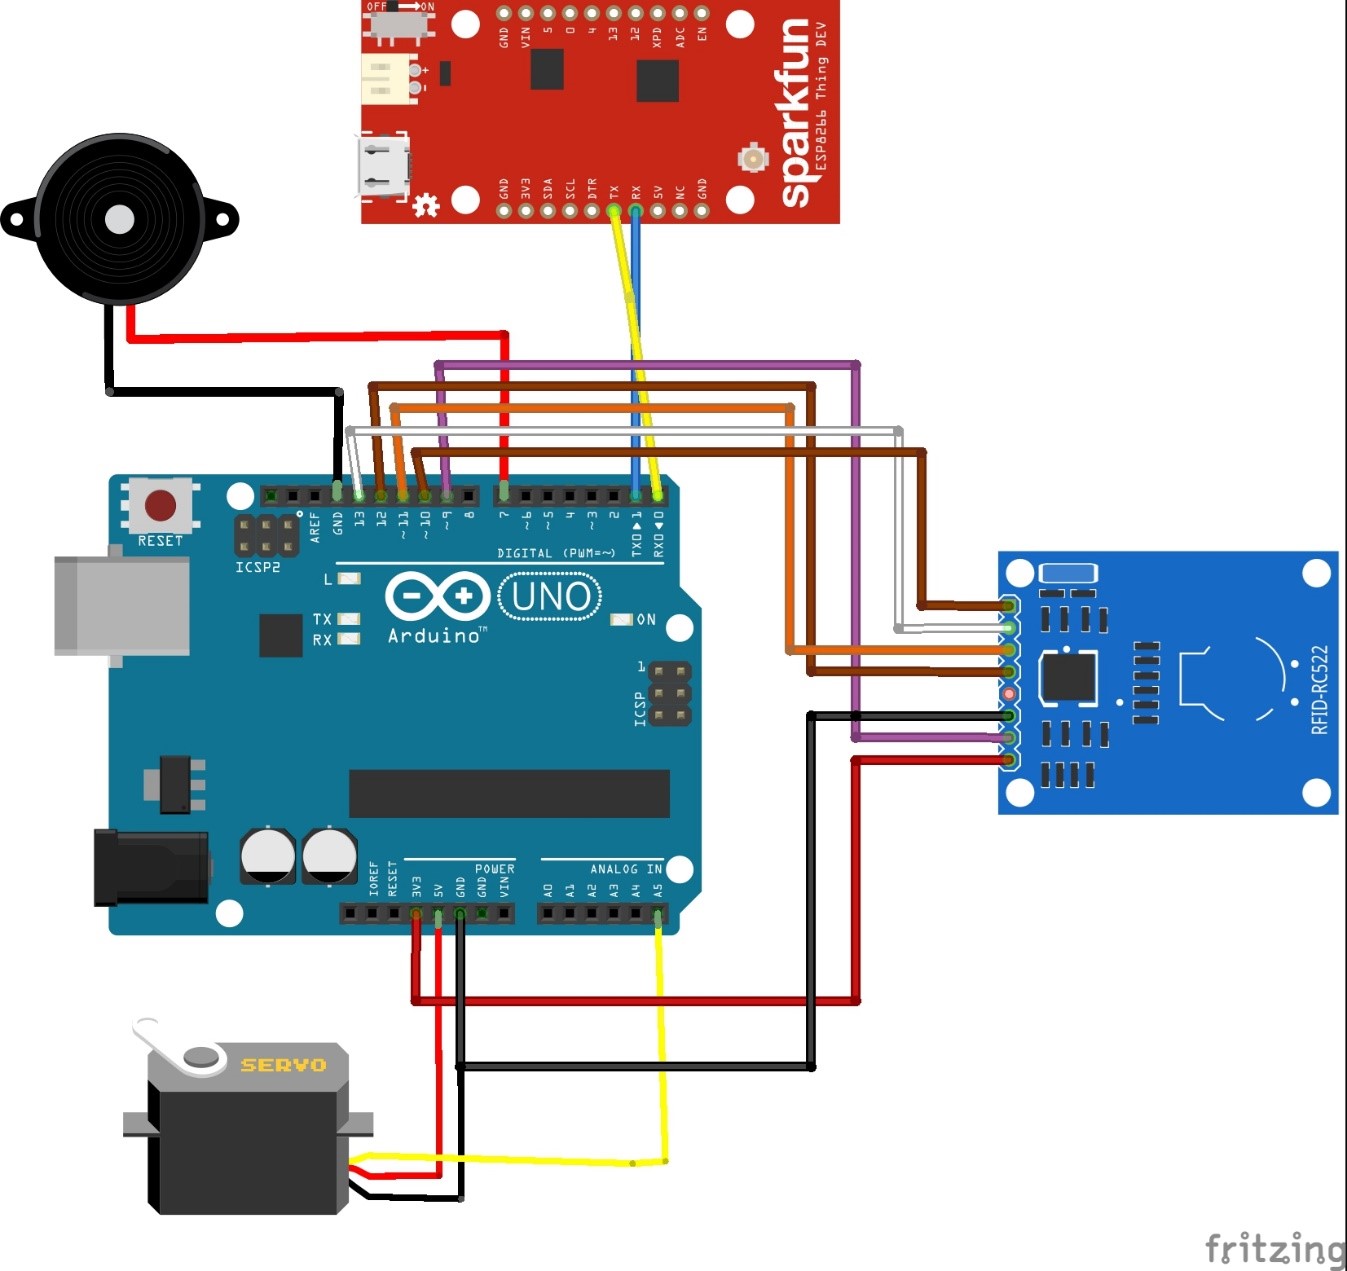 OFF ON
GND VIN 5 0 4 13 12 XPD ADC EN
+
-
sparkfun
ESP8266 Thing DEV
GND 3V3 SDA SCL DTR TX RX 5V NC GND
RESET
ICSP2
AREF GND 13 12 ~11 ~10 ~9 8 7 ~6 ~5 4 ~3 2 TX0▶ 1 RX0◀ 0
DIGITAL (PWM=~)
L
TX
RX
UNO
Arduino™
ON
1
ICSP
RFID-RC522
IOREF RESET 3V3 5V GND GND VIN
POWER
A0 A1 A2 A3 A4 A5
ANALOG IN
SERVO
fritzing